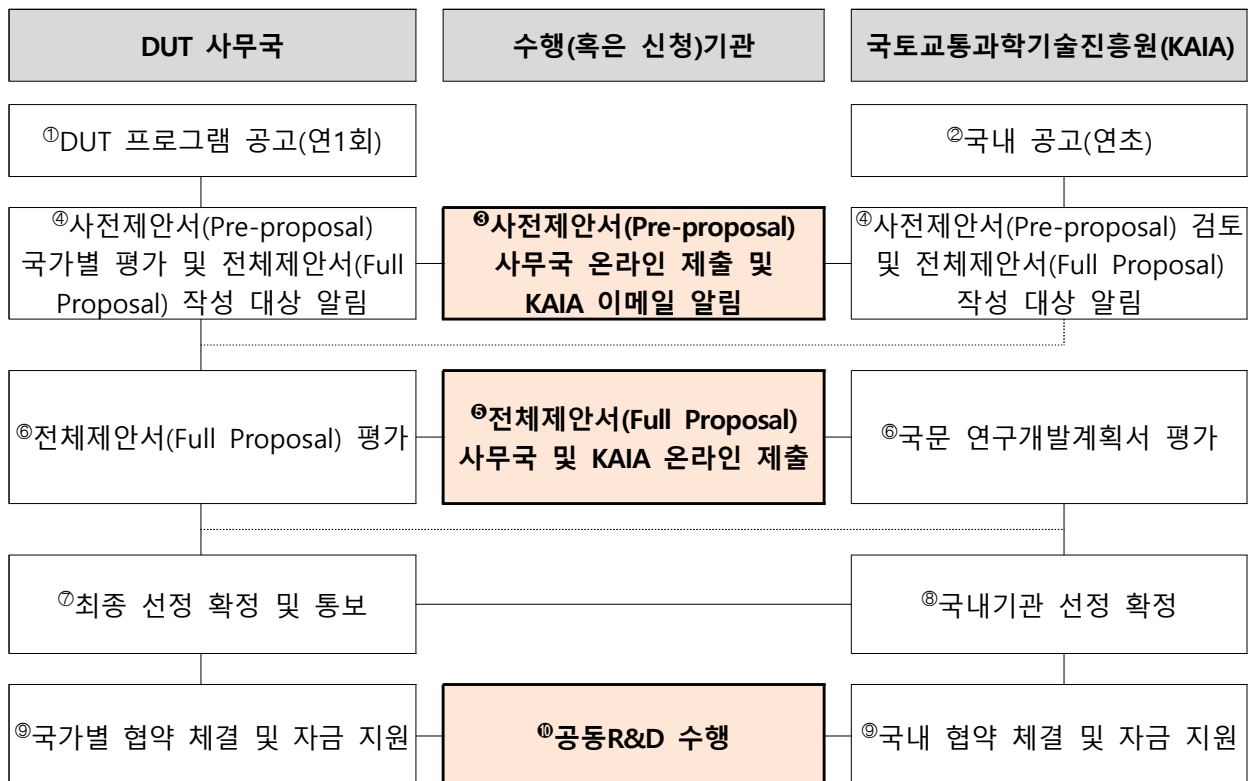 DUT 사무국
수행(혹은 신청)기관
국토교통과학기술진흥원(KAIA)
①DUT 프로그램 공고(연1회)
②국내 공고(연초)
④사전제안서(Pre-proposal)
국가별 평가 및 전체제안서(Full
Proposal) 작성 대상 알림
❸사전제안서(Pre-proposal)
사무국 온라인 제출 및
KAIA 이메일 알림
④사전제안서(Pre-proposal) 검토
및 전체제안서(Full Proposal)
작성 대상 알림
⑥전체제안서(Full Proposal) 평가
❺전체제안서(Full Proposal)
사무국 및 KAIA 온라인 제출
⑥국문 연구개발계획서 평가
⑦최종 선정 확정 및 통보
⑧국내기관 선정 확정
⑨국가별 협약 체결 및 자금 지원
❿공동R&D 수행
⑨국내 협약 체결 및 자금 지원